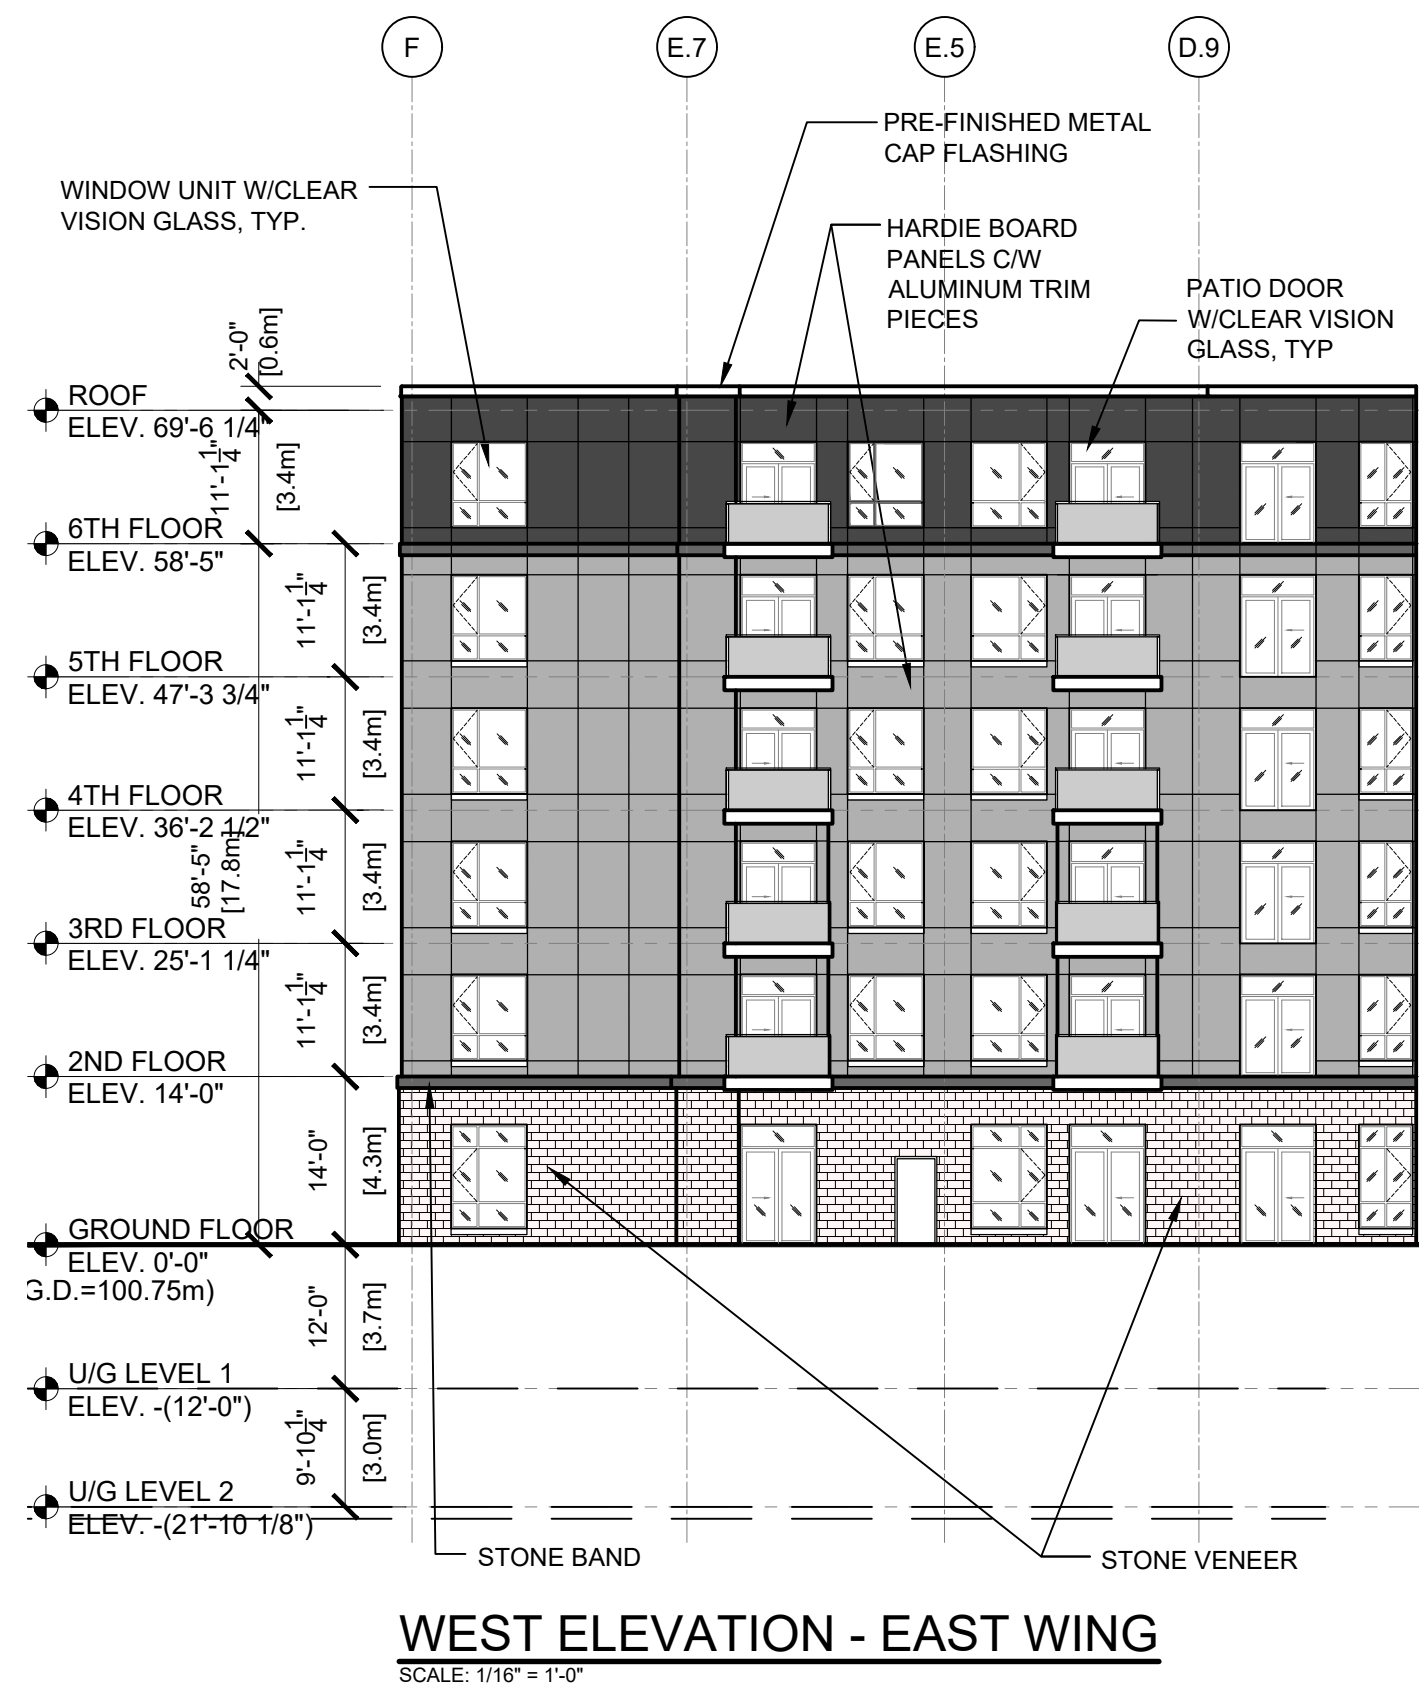 F
E.7
E.5
D.9
PRE-FINISHED METAL
CAP FLASHING
WINDOW UNIT W/CLEAR
VISION GLASS, TYP.
HARDIE BOARD
PANELS C/W
ALUMINUM TRIM
PIECES
PATIO DOOR
W/CLEAR VISION
GLASS, TYP
2'-0"
[0.6m]
ROOF
ELEV. 69'-6 1/4"
11'-1 1/4"
[3.4m]
6TH FLOOR
ELEV. 58'-5"
11'-1 1/4"
[3.4m]
5TH FLOOR
ELEV. 47'-3 3/4"
11'-1 1/4"
[3.4m]
4TH FLOOR
ELEV. 36'-2 1/2"
58'-5"
[17.8m]
11'-1 1/4"
[3.4m]
3RD FLOOR
ELEV. 25'-1 1/4"
11'-1 1/4"
[3.4m]
2ND FLOOR
ELEV. 14'-0"
14'-0"
[4.3m]
GROUND FLOOR
ELEV. 0'-0"
G.D.=100.75m)
12'-0"
[3.7m]
U/G LEVEL 1
ELEV. -(12'-0")
9'-10 1/4"
[3.0m]
U/G LEVEL 2
ELEV. -(21'-10 1/8")
STONE BAND
STONE VENEER
WEST ELEVATION - EAST WING
SCALE: 1/16" = 1'-0"